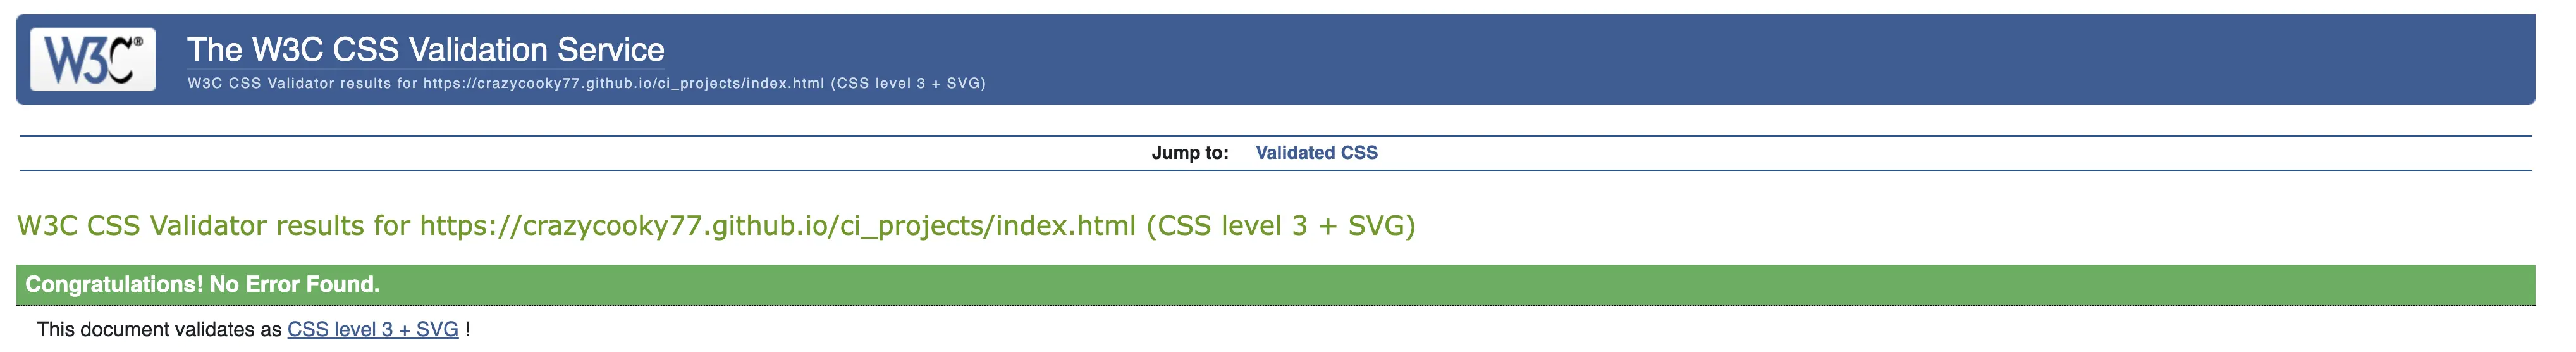 W3C® The W3C CSS Validation Service
W3C CSS Validator results for https://crazycooky77.github.io/ci_projects/index.html (CSS level 3 + SVG)
Jump to: Validated CSS
W3C CSS Validator results for https://crazycooky77.github.io/ci_projects/index.html (CSS level 3 + SVG)
Congratulations! No Error Found.
This document validates as CSS level 3 + SVG !